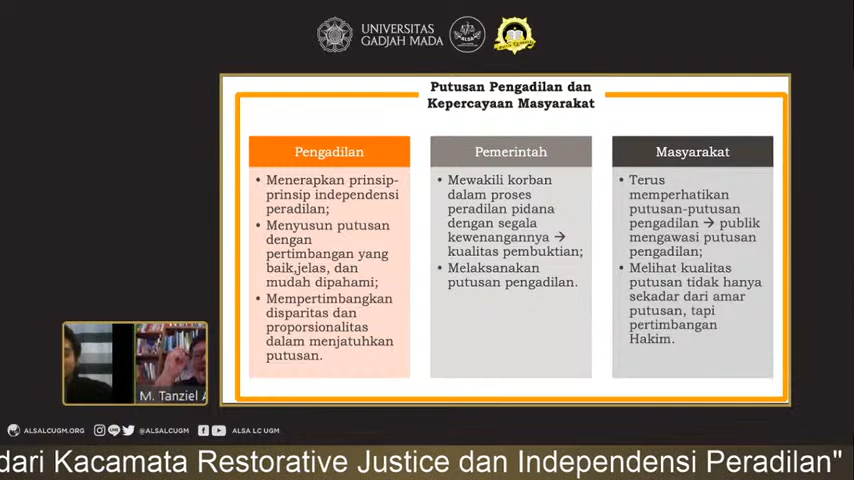 UNIVERSITAS
GADJAH MADA
ALSA
Putusan Pengadilan dan
Kepercayaan Masyarakat
Pengadilan
• Menerapkan prinsip-
prinsip independensi
peradilan;
• Menyusun putusan
dengan
pertimbangan yang
baik,jelas, dan
mudah dipahami;
• Mempertimbangkan
disparitas dan
proporsionalitas
dalam menjatuhkan
putusan.
Pemerintah
• Mewakili korban
dalam proses
peradilan pidana
dengan segala
kewenangannya →
kualitas pembuktian;
• Melaksanakan
putusan pengadilan.
Masyarakat
• Terus
memperhatikan
putusan-putusan
pengadilan → publik
mengawasi putusan
pengadilan;
• Melihat kualitas
putusan tidak hanya
sekadar dari amar
putusan, tapi
pertimbangan
Hakim.
M. Tanziel A
ALSALCUGM.ORG
LINE
@ALSALCUGM
ALSA LC UGM
dari Kacamata Restorative Justice dan Independensi Peradilan"